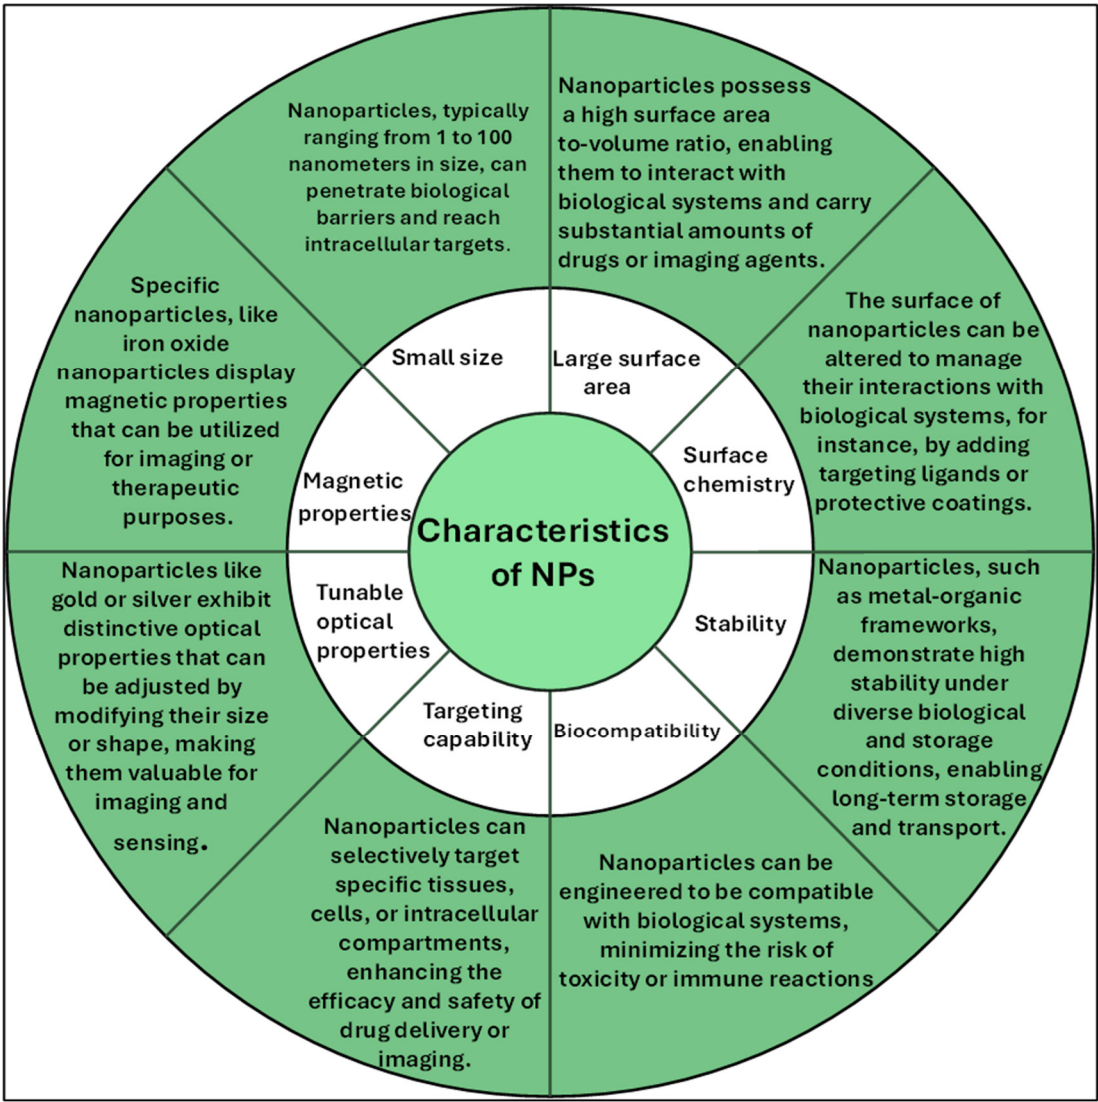 Characteristics
of NPs
Small size
Nanoparticles, typically
ranging from 1 to 100
nanometers in size, can
penetrate biological
barriers and reach
intracellular targets.
Large surface
area
Nanoparticles possess
a high surface area
to-volume ratio, enabling
them to interact with
biological systems and carry
substantial amounts of
drugs or imaging agents.
Surface
chemistry
The surface of
nanoparticles can be
altered to manage
their interactions with
biological systems, for
instance, by adding
targeting ligands or
protective coatings.
Stability
Nanoparticles, such
as metal-organic
frameworks,
demonstrate high
stability under
diverse biological
and storage
conditions, enabling
long-term storage
and transport.
Biocompatibility
Nanoparticles can be
engineered to be compatible
with biological systems,
minimizing the risk of
toxicity or immune reactions
Targeting
capability
Nanoparticles can
selectively target
specific tissues,
cells, or intracellular
compartments,
enhancing the
efficacy and safety of
drug delivery or
imaging.
Tunable
optical
properties
Nanoparticles like
gold or silver exhibit
distinctive optical
properties that can
be adjusted by
modifying their size
or shape, making
them valuable for
imaging and
sensing.
Magnetic
properties
Specific
nanoparticles, like
iron oxide
nanoparticles display
magnetic properties
that can be utilized
for imaging or
therapeutic
purposes.